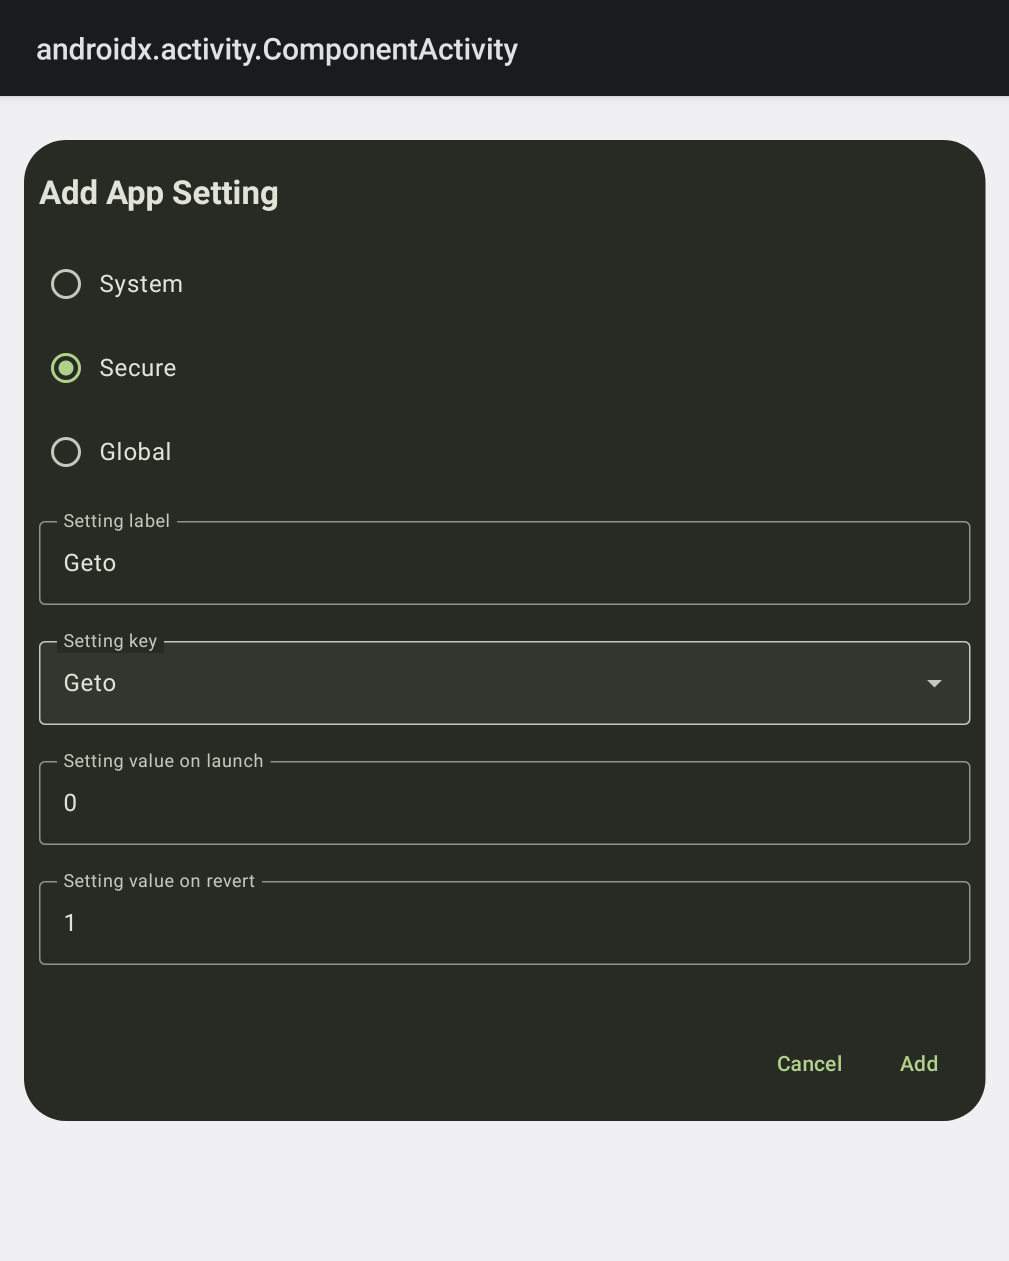 androidx.activity.ComponentActivity
Add App Setting
System
Secure
Global
Setting label
Geto
Setting key
Geto
Setting value on launch
0
Setting value on revert
1
Cancel Add